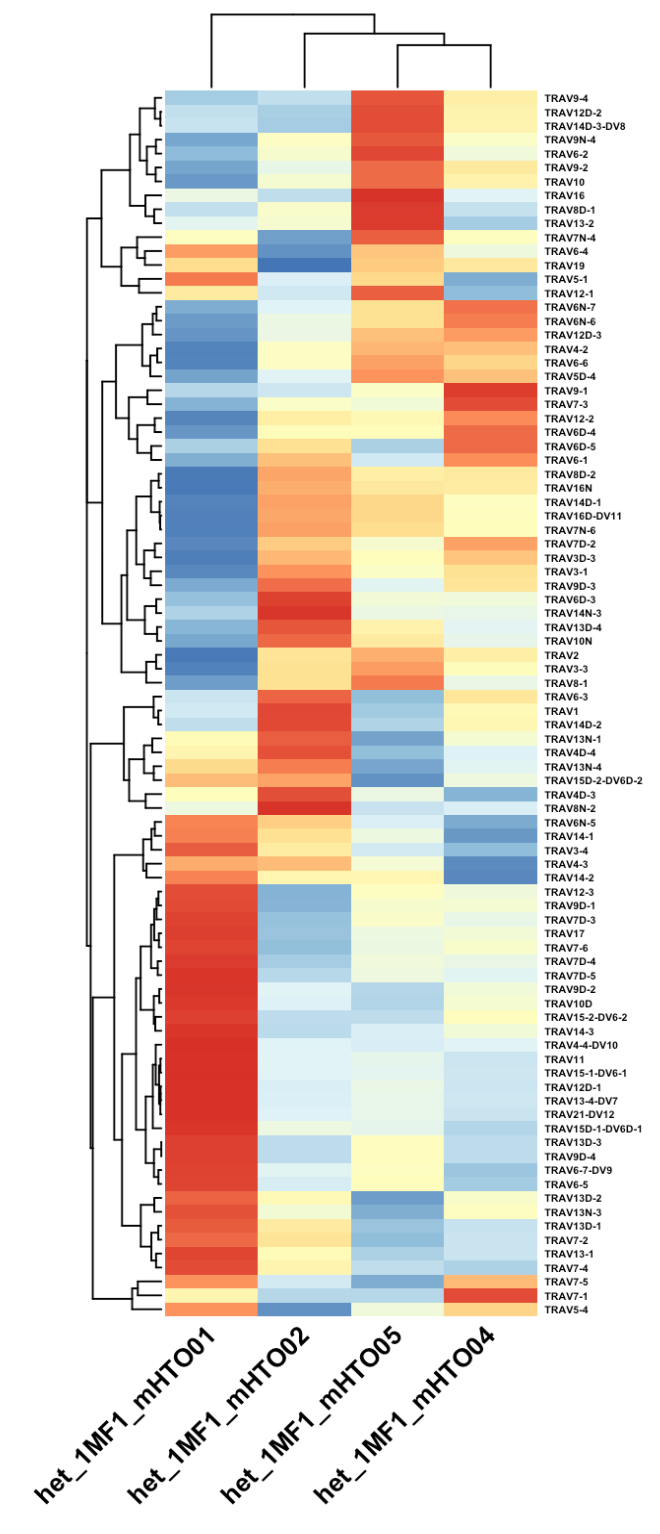 TRAV9-4
TRAV12D-2
TRAV14D-3-DV8
TRAV9N-4
TRAV6-2
TRAV9-2
TRAV10
TRAV16
TRAV8D-1
TRAV13-2
TRAV7N-4
TRAV6-4
TRAV19
TRAV5-1
TRAV12-1
TRAV6N-7
TRAV6N-6
TRAV12D-3
TRAV4-2
TRAV6-6
TRAV5D-4
TRAV9-1
TRAV7-3
TRAV12-2
TRAV6D-4
TRAV6D-5
TRAV6-1
TRAV8D-2
TRAV16N
TRAV14D-1
TRAV16D-DV11
TRAV7N-6
TRAV7D-2
TRAV3D-3
TRAV3-1
TRAV9D-3
TRAV6D-3
TRAV14N-3
TRAV13D-4
TRAV10N
TRAV2
TRAV3-3
TRAV8-1
TRAV6-3
TRAV1
TRAV14D-2
TRAV13N-1
TRAV4D-4
TRAV13N-4
TRAV15D-2-DV6D-2
TRAV4D-3
TRAV8N-2
TRAV6N-5
TRAV14-1
TRAV3-4
TRAV4-3
TRAV14-2
TRAV12-3
TRAV9D-1
TRAV7D-3
TRAV17
TRAV7-6
TRAV7D-4
TRAV7D-5
TRAV9D-2
TRAV10D
TRAV15-2-DV6-2
TRAV14-3
TRAV4-4-DV10
TRAV11
TRAV15-1-DV6-1
TRAV12D-1
TRAV13-4-DV7
TRAV21-DV12
TRAV15D-1-DV6D-1
TRAV13D-3
TRAV9D-4
TRAV6-7-DV9
TRAV6-5
TRAV13D-2
TRAV13N-3
TRAV13D-1
TRAV7-2
TRAV13-1
TRAV7-4
TRAV7-5
TRAV7-1
TRAV5-4
het_1MF1_mHTO01
het_1MF1_mHTO02
het_1MF1_mHTO05
het_1MF1_mHTO04